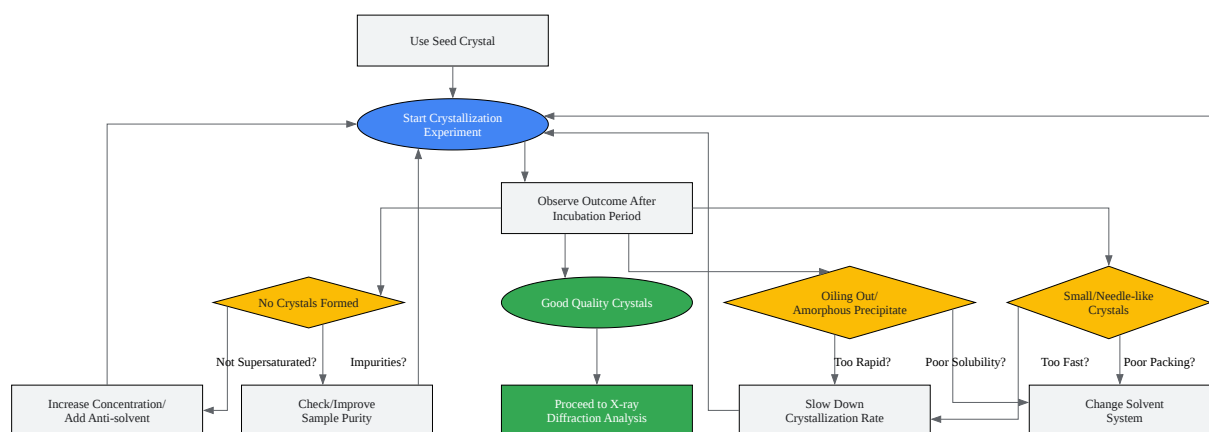 Use Seed Crystal
Start Crystallization
Experiment
Observe Outcome After
Incubation Period
No Crystals Formed
Good Quality Crystals
Oiling Out/
Amorphous Precipitate
Small/Needle-like
Crystals
Not Supersaturated?
Impurities?
Too Rapid?
Poor Solubility?
Too Fast?
Poor Packing?
Increase Concentration/
Add Anti-solvent
Check/Improve
Sample Purity
Proceed to X-ray
Diffraction Analysis
Slow Down
Crystallization Rate
Change Solvent
System